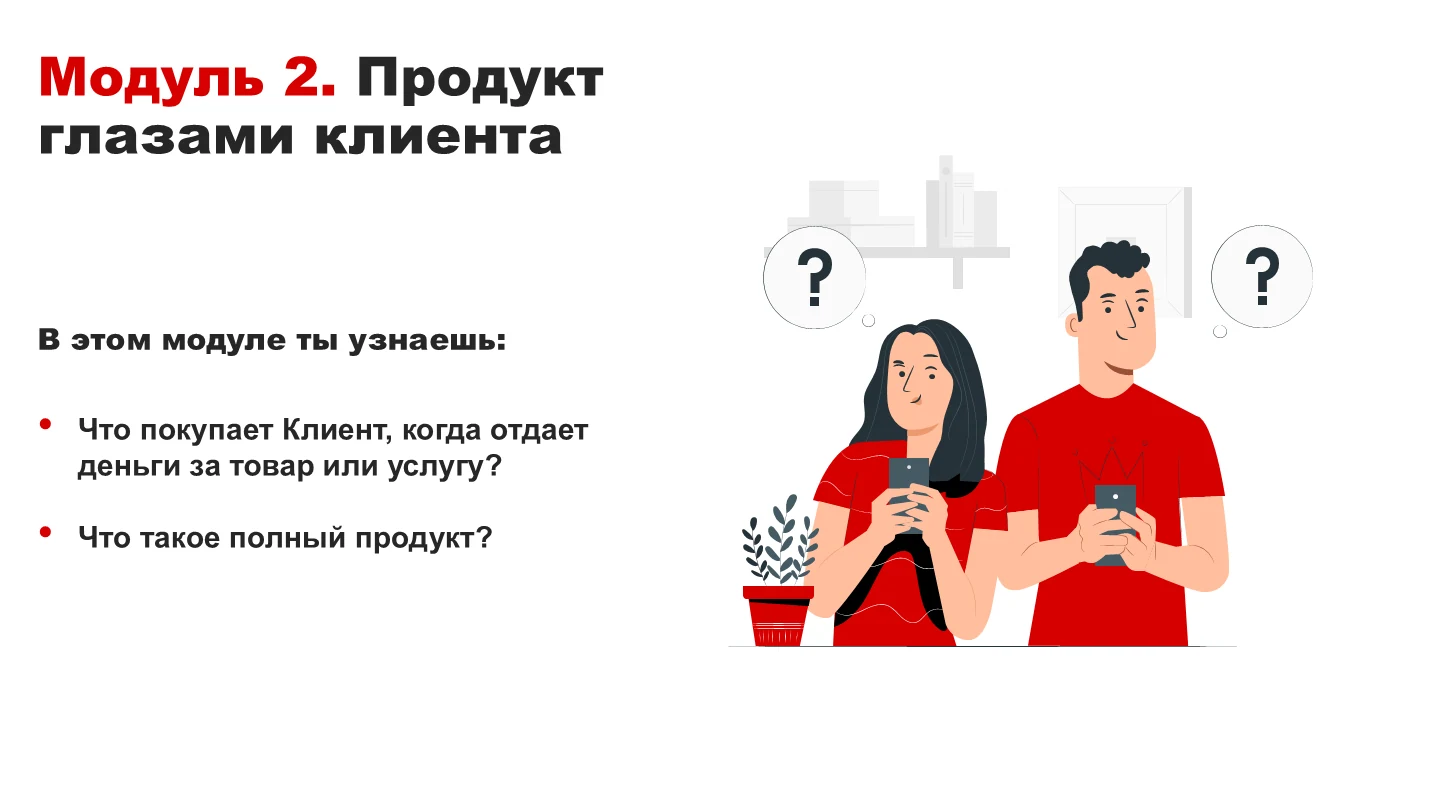 Модуль 2. Продукт
глазами клиента
В этом модуле ты узнаешь:
• Что покупает Клиент, когда отдает
деньги за товар или услугу?
• Что такое полный продукт?
?
?